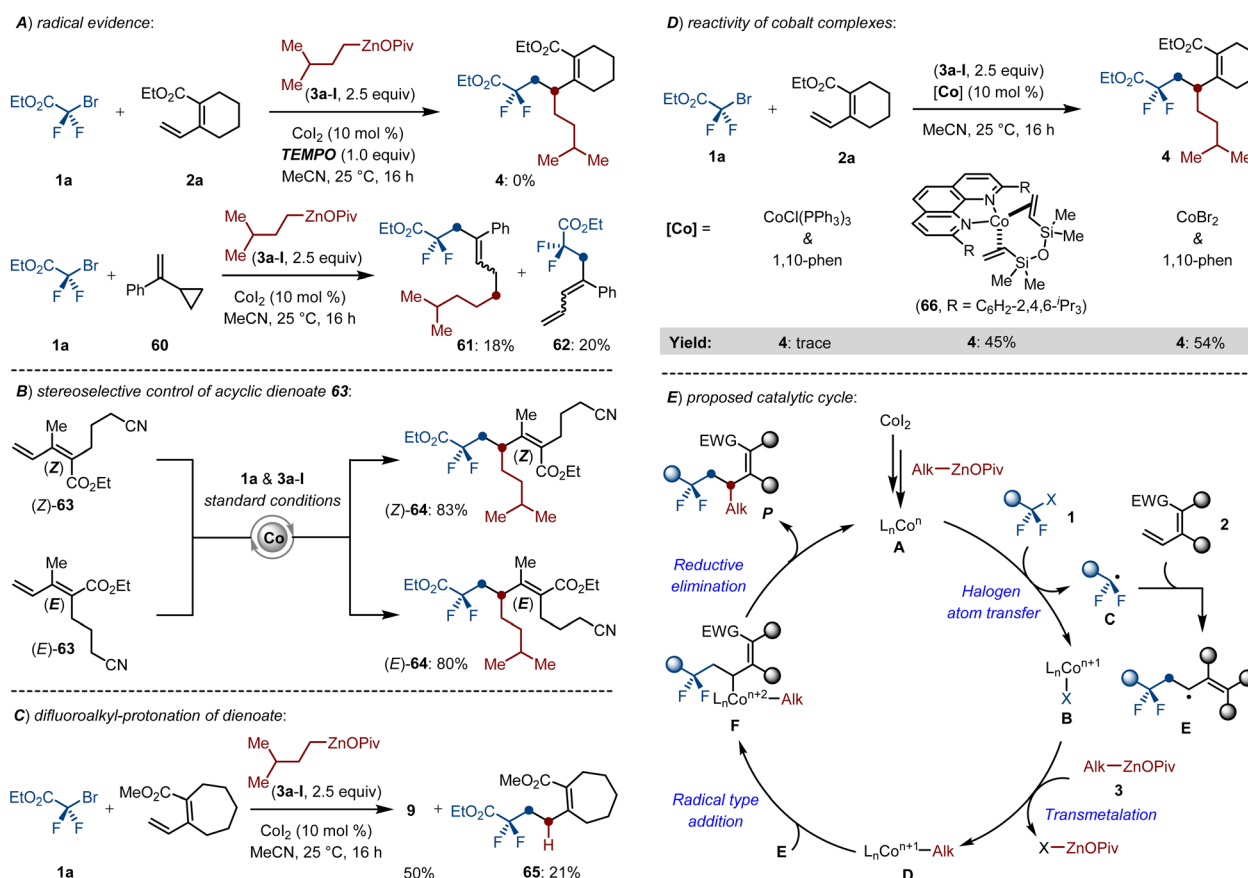 A) radical evidence:
Me
Me
ZnOPiv
(3a-I, 2.5 equiv)
CoI2 (10 mol %)
TEMPO (1.0 equiv)
MeCN, 25 °C, 16 h
EtO2C
Br
F
F
1a
+
EtO2C
2a
EtO2C
EtO2C
F
F
Me
Me
4: 0%
Me
Me
ZnOPiv
(3a-I, 2.5 equiv)
CoI2 (10 mol %)
MeCN, 25 °C, 16 h
EtO2C
Br
F
F
1a
+
Ph
60
EtO2C
Ph
F
F
Me
Me
61: 18%
+
OEt
O
F
F
Ph
62: 20%
B) stereoselective control of acyclic dienoate 63:
Me
CN
(Z)
CO2Et
(Z)-63
Me
CO2Et
(E)
CN
(E)-63
1a & 3a-I
standard conditions
Co
Me
CN
EtO2C
(Z)
F
F
CO2Et
Me
Me
(Z)-64: 83%
Me
EtO2C
CO2Et
(E)
F
F
CN
Me
Me
(E)-64: 80%
C) difluoroalkyl-protonation of dienoate:
Me
Me
ZnOPiv
(3a-I, 2.5 equiv)
CoI2 (10 mol %)
MeCN, 25 °C, 16 h
EtO2C
Br
F
F
1a
+
MeO2C
9
50%
+
MeO2C
EtO2C
F
F
H
65: 21%
D) reactivity of cobalt complexes:
EtO2C
Br
F
F
1a
+
EtO2C
2a
(3a-I, 2.5 equiv)
[Co] (10 mol %)
MeCN, 25 °C, 16 h
EtO2C
EtO2C
F
F
Me
Me
4
[Co] =
CoCl(PPh3)3
&
1,10-phen
R
N
N
Co
R
Si
Me
Me
O
Si
Me
Me
(66, R = C6H2-2,4,6-iPr3)
CoBr2
&
1,10-phen
Yield:
4: trace
4: 45%
4: 54%
E) proposed catalytic cycle:
CoI2
Alk—ZnOPiv
LnCon
A
X
F
F
1
EWG
2
Halogen
atom transfer
F
F
C
LnCon+1
X
B
F
F
E
Alk—ZnOPiv
3
Transmetalation
X—ZnOPiv
LnCon+1—Alk
D
E
Radical type
addition
EWG
F
F
LnCon+2—Alk
F
Reductive
elimination
EWG
F
F
Alk
P